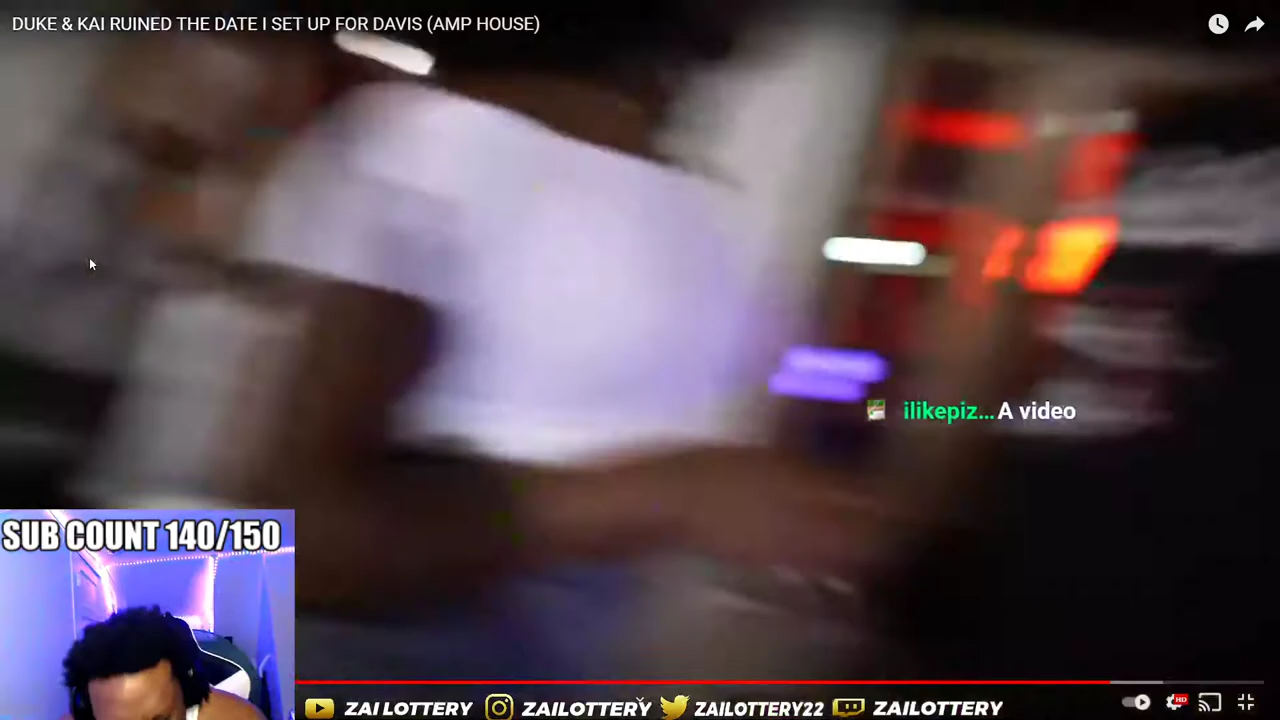 DUKE & KAI RUINED THE DATE I SET UP FOR DAVIS (AMP HOUSE)
ilikepiz... A video
SUB COUNT 140/150
HD
ZAI LOTTERY ZAILOTTERY ZAILOTTERY22 ZAILOTTERY